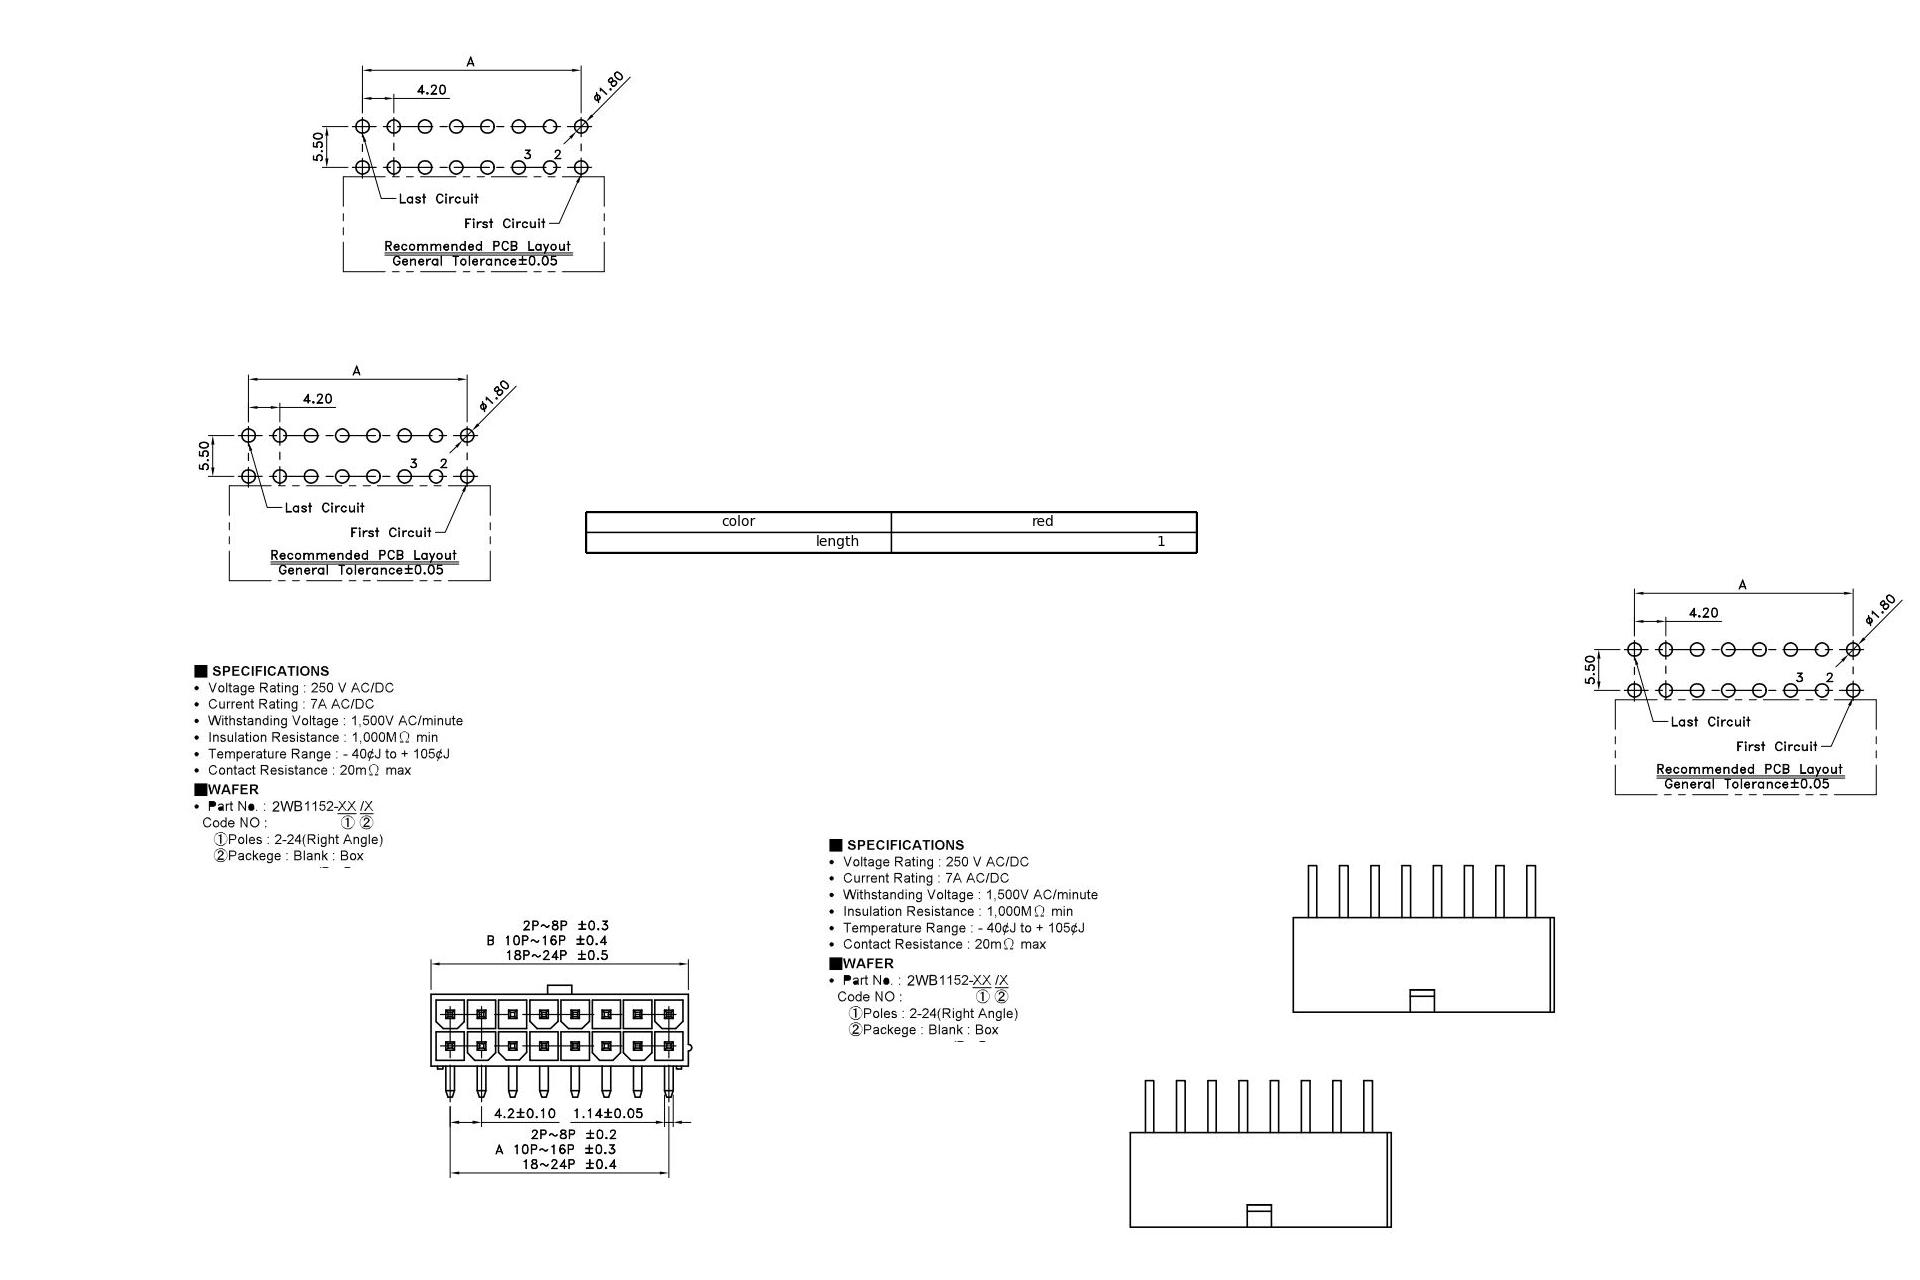 A
4.20
ø1.80
5.50
3 2
Last Circuit
First Circuit
Recommended PCB Layout
General Tolerance±0.05
A
4.20
ø1.80
5.50
3 2
Last Circuit
First Circuit
Recommended PCB Layout
General Tolerance±0.05
color red
length 1
A
4.20
ø1.80
5.50
3 2
Last Circuit
First Circuit
Recommended PCB Layout
General Tolerance±0.05
■ SPECIFICATIONS
• Voltage Rating : 250 V AC/DC
• Current Rating : 7A AC/DC
• Withstanding Voltage : 1,500V AC/minute
• Insulation Resistance : 1,000MΩ min
• Temperature Range : - 40¢J to + 105¢J
• Contact Resistance : 20mΩ max
■WAFER
• Part No. : 2WB1152-XX /X
Code NO : ① ②
①Poles : 2-24(Right Angle)
②Packege : Blank : Box
■ SPECIFICATIONS
• Voltage Rating : 250 V AC/DC
• Current Rating : 7A AC/DC
• Withstanding Voltage : 1,500V AC/minute
• Insulation Resistance : 1,000MΩ min
• Temperature Range : - 40¢J to + 105¢J
• Contact Resistance : 20mΩ max
■WAFER
• Part No. : 2WB1152-XX /X
Code NO : ① ②
①Poles : 2-24(Right Angle)
②Packege : Blank : Box
2P~8P ±0.3
B 10P~16P ±0.4
18P~24P ±0.5
4.2±0.10 1.14±0.05
2P~8P ±0.2
A 10P~16P ±0.3
18~24P ±0.4